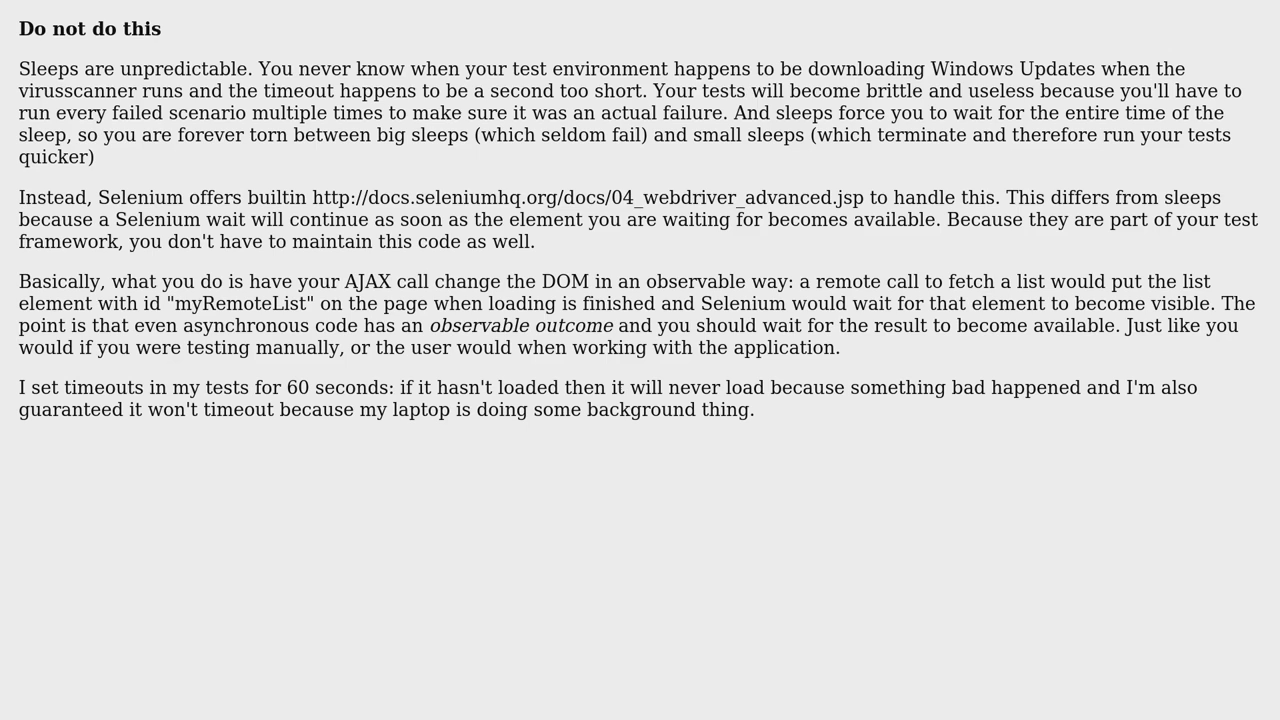 Do not do this
Sleeps are unpredictable. You never know when your test environment happens to be downloading Windows Updates when the
virusscanner runs and the timeout happens to be a second too short. Your tests will become brittle and useless because you'll have to
run every failed scenario multiple times to make sure it was an actual failure. And sleeps force you to wait for the entire time of the
sleep, so you are forever torn between big sleeps (which seldom fail) and small sleeps (which terminate and therefore run your tests
quicker)
Instead, Selenium offers builtin http://docs.seleniumhq.org/docs/04_webdriver_advanced.jsp to handle this. This differs from sleeps
because a Selenium wait will continue as soon as the element you are waiting for becomes available. Because they are part of your test
framework, you don't have to maintain this code as well.
Basically, what you do is have your AJAX call change the DOM in an observable way: a remote call to fetch a list would put the list
element with id "myRemoteList" on the page when loading is finished and Selenium would wait for that element to become visible. The
point is that even asynchronous code has an observable outcome and you should wait for the result to become available. Just like you
would if you were testing manually, or the user would when working with the application.
I set timeouts in my tests for 60 seconds: if it hasn't loaded then it will never load because something bad happened and I'm also
guaranteed it won't timeout because my laptop is doing some background thing.